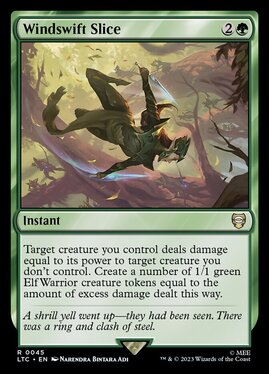 Windswift Slice 2
Instant
Target creature you control deals damage
equal to its power to target creature you
don't control. Create a number of 1/1 green
Elf Warrior creature tokens equal to the
amount of excess damage dealt this way.
A shrill yell went up—they had been seen. There
was a ring and clash of steel.
R 0045 © MEE
LTC • EN Narendra Bintara Adi ™ & © 2023 Wizards of the Coast